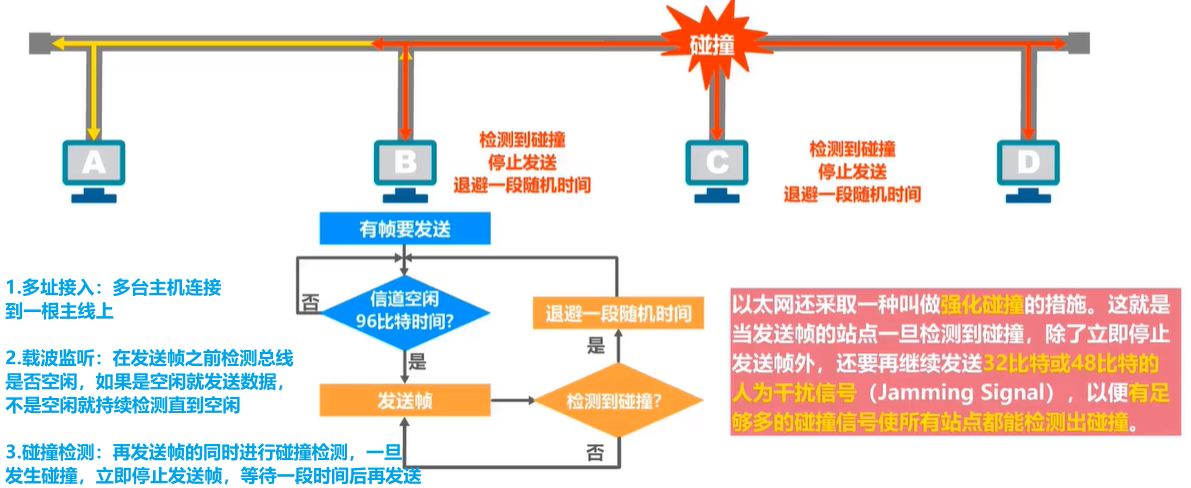 碰撞
A
B
C
D
检测到碰撞
停止发送
退避一段随机时间
检测到碰撞
停止发送
退避一段随机时间
有帧要发送
否
信道空闲
96比特时间？
是
发送帧
退避一段随机时间
是
检测到碰撞？
否
1.多址接入：多台主机连接
到一根主线上
2.载波监听：在发送帧之前检测总线
是否空闲，如果是空闲就发送数据，
不是空闲就持续检测直到空闲
3.碰撞检测：再发送帧的同时进行碰撞检测，一旦
发生碰撞，立即停止发送帧，等待一段时间后再发送
以太网还采取一种叫做强化碰撞的措施。这就是
当发送帧的站点一旦检测到碰撞，除了立即停止
发送帧外，还要再继续发送32比特或48比特的
人为干扰信号（Jamming Signal），以便有足
够多的碰撞信号使所有站点都能检测出碰撞。